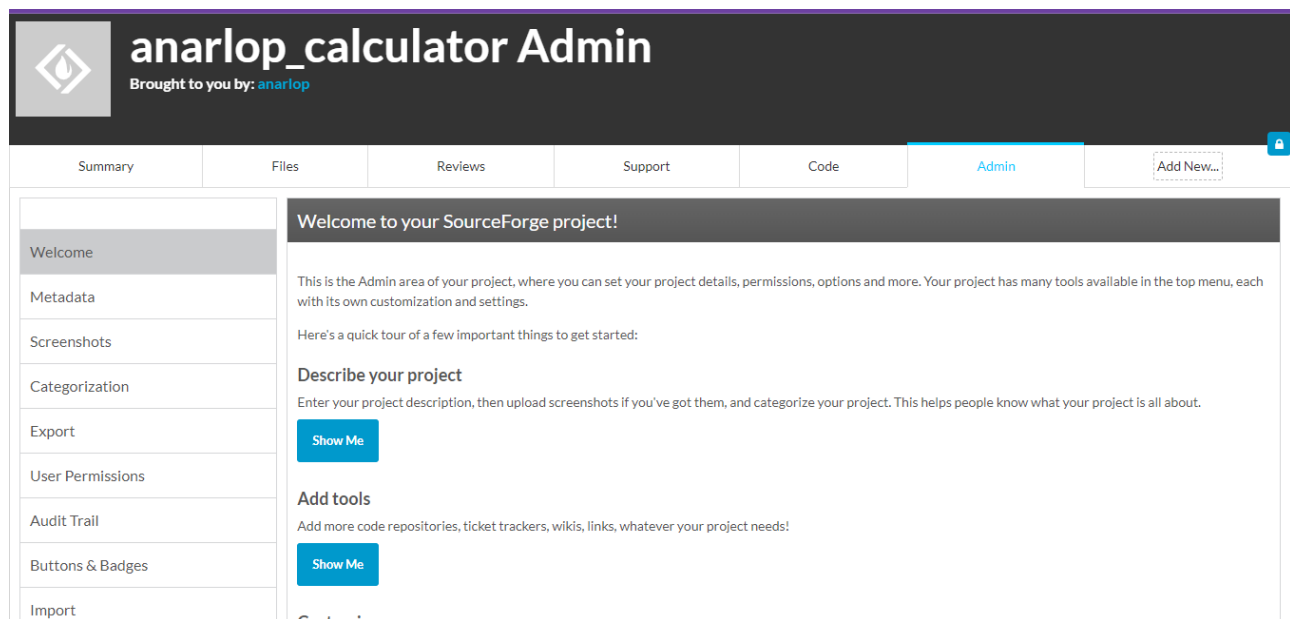 anarlop_calculator Admin
Brought to you by: anarlop
Summary
Files
Reviews
Support
Code
Admin
Add New...
Welcome
Metadata
Screenshots
Categorization
Export
User Permissions
Audit Trail
Buttons & Badges
Import
Welcome to your SourceForge project!
This is the Admin area of your project, where you can set your project details, permissions, options and more. Your project has many tools available in the top menu, each
with its own customization and settings.
Here's a quick tour of a few important things to get started:
Describe your project
Enter your project description, then upload screenshots if you've got them, and categorize your project. This helps people know what your project is all about.
Show Me
Add tools
Add more code repositories, ticket trackers, wikis, links, whatever your project needs!
Show Me